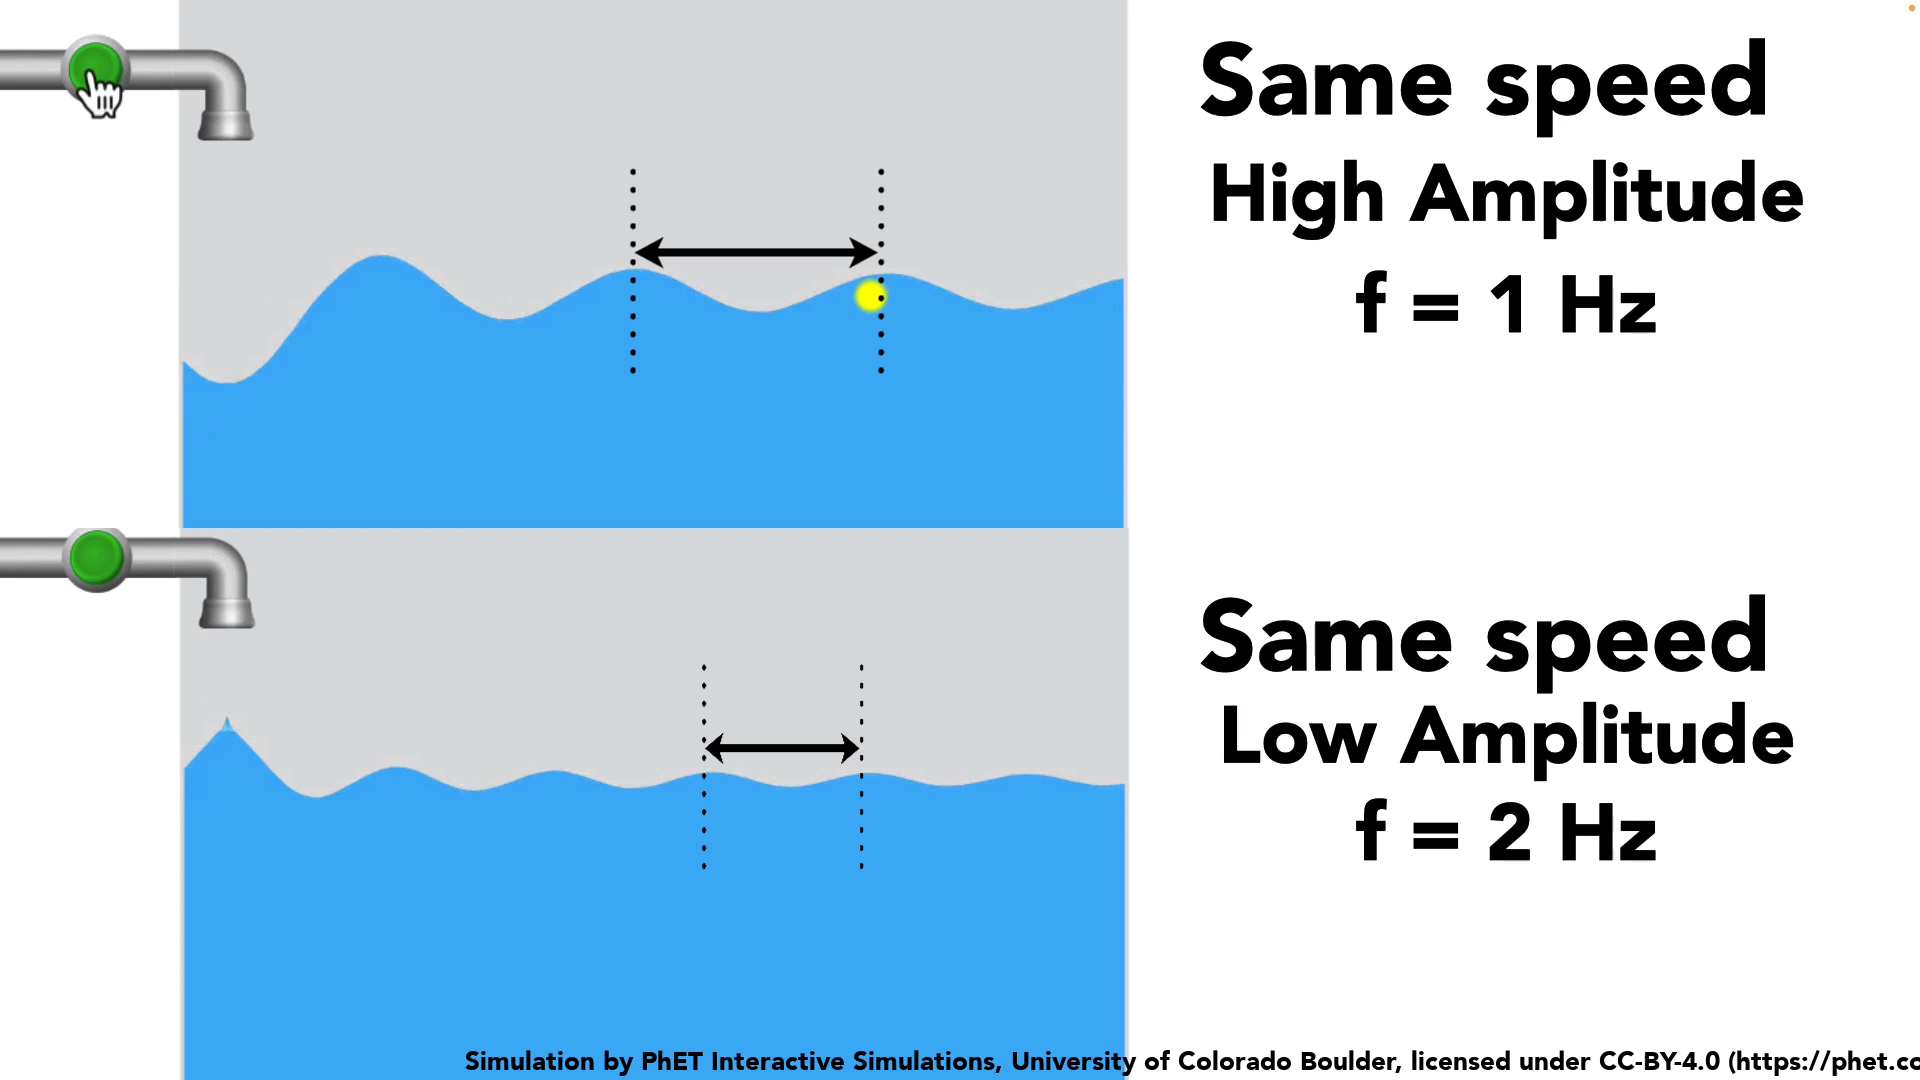 Same speed
High Amplitude
f = 1 Hz
Same speed
Low Amplitude
f = 2 Hz
Simulation by PhET Interactive Simulations, University of Colorado Boulder, licensed under CC-BY-4.0 (https://phet.co